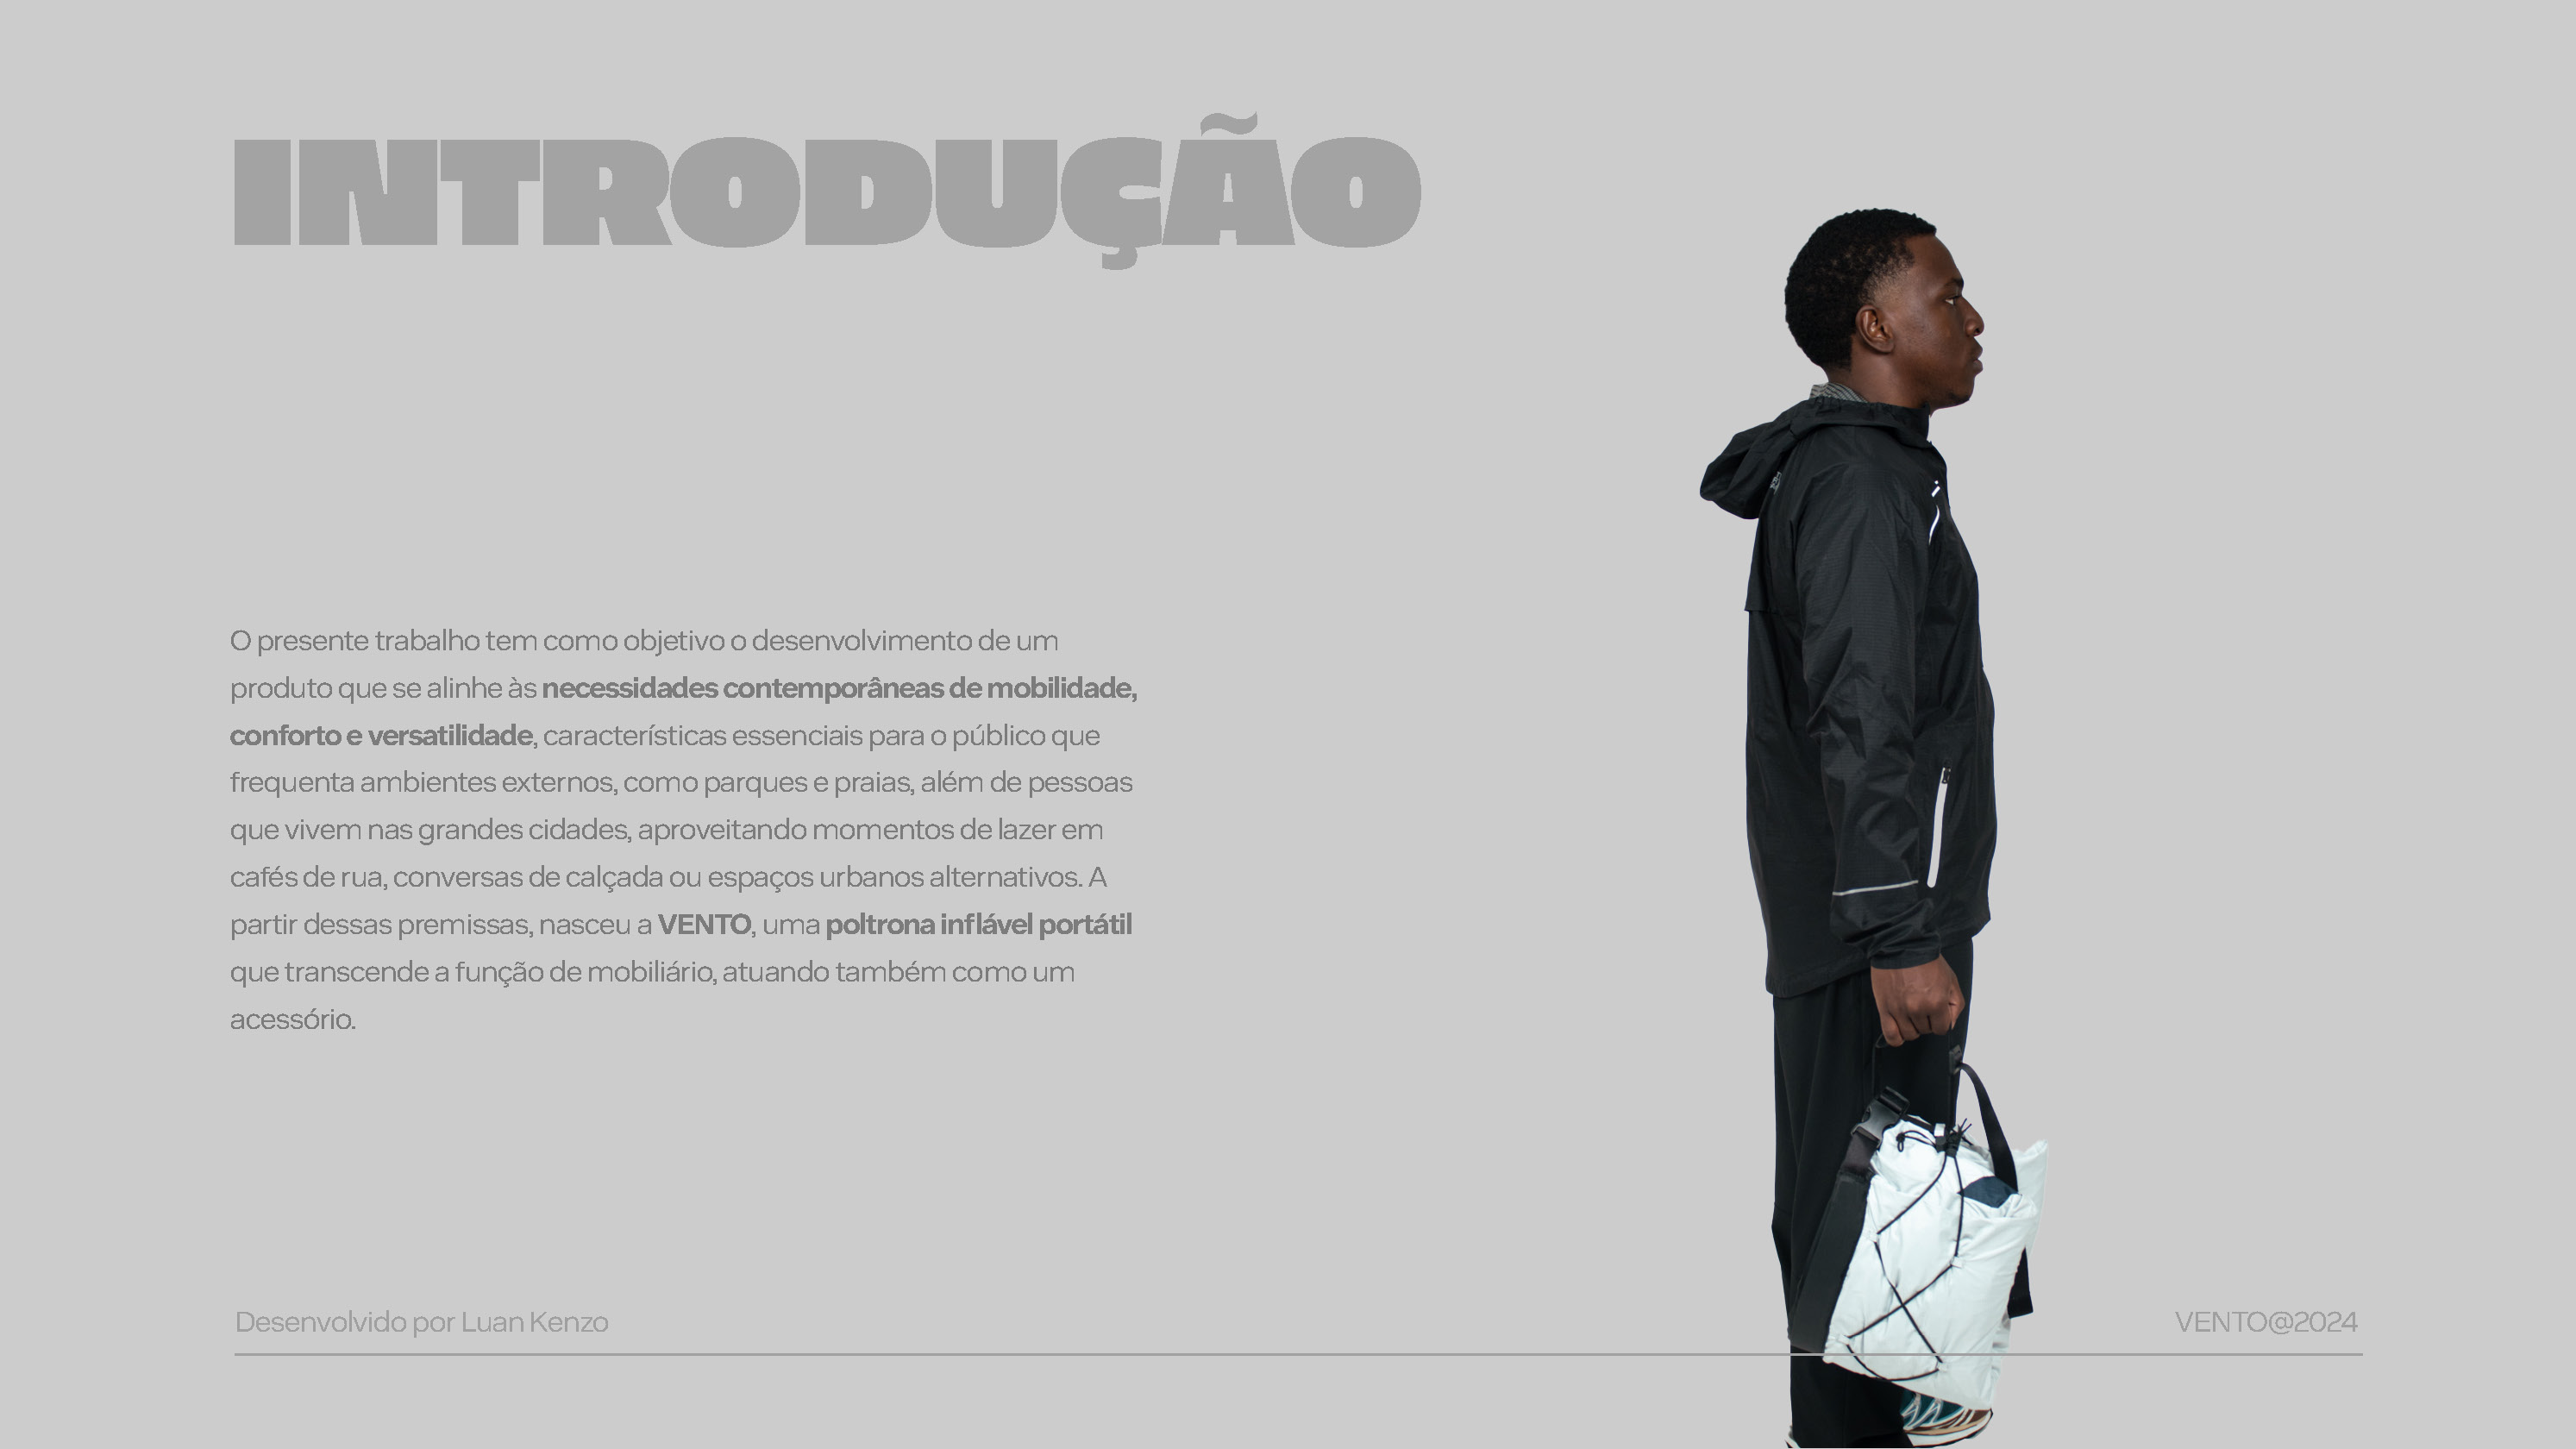 INTRODUÇÃO
O presente trabalho tem como objetivo o desenvolvimento de um
produto que se alinhe às necessidades contemporâneas de mobilidade,
conforto e versatilidade, características essenciais para o público que
frequenta ambientes externos, como parques e praias, além de pessoas
que vivem nas grandes cidades, aproveitando momentos de lazer em
cafés de rua, conversas de calçada ou espaços urbanos alternativos. A
partir dessas premissas, nasceu a VENTO, uma poltrona inflável portátil
que transcende a função de mobiliário, atuando também como um
acessório.
Desenvolvido por Luan Kenzo
VENTO@2024